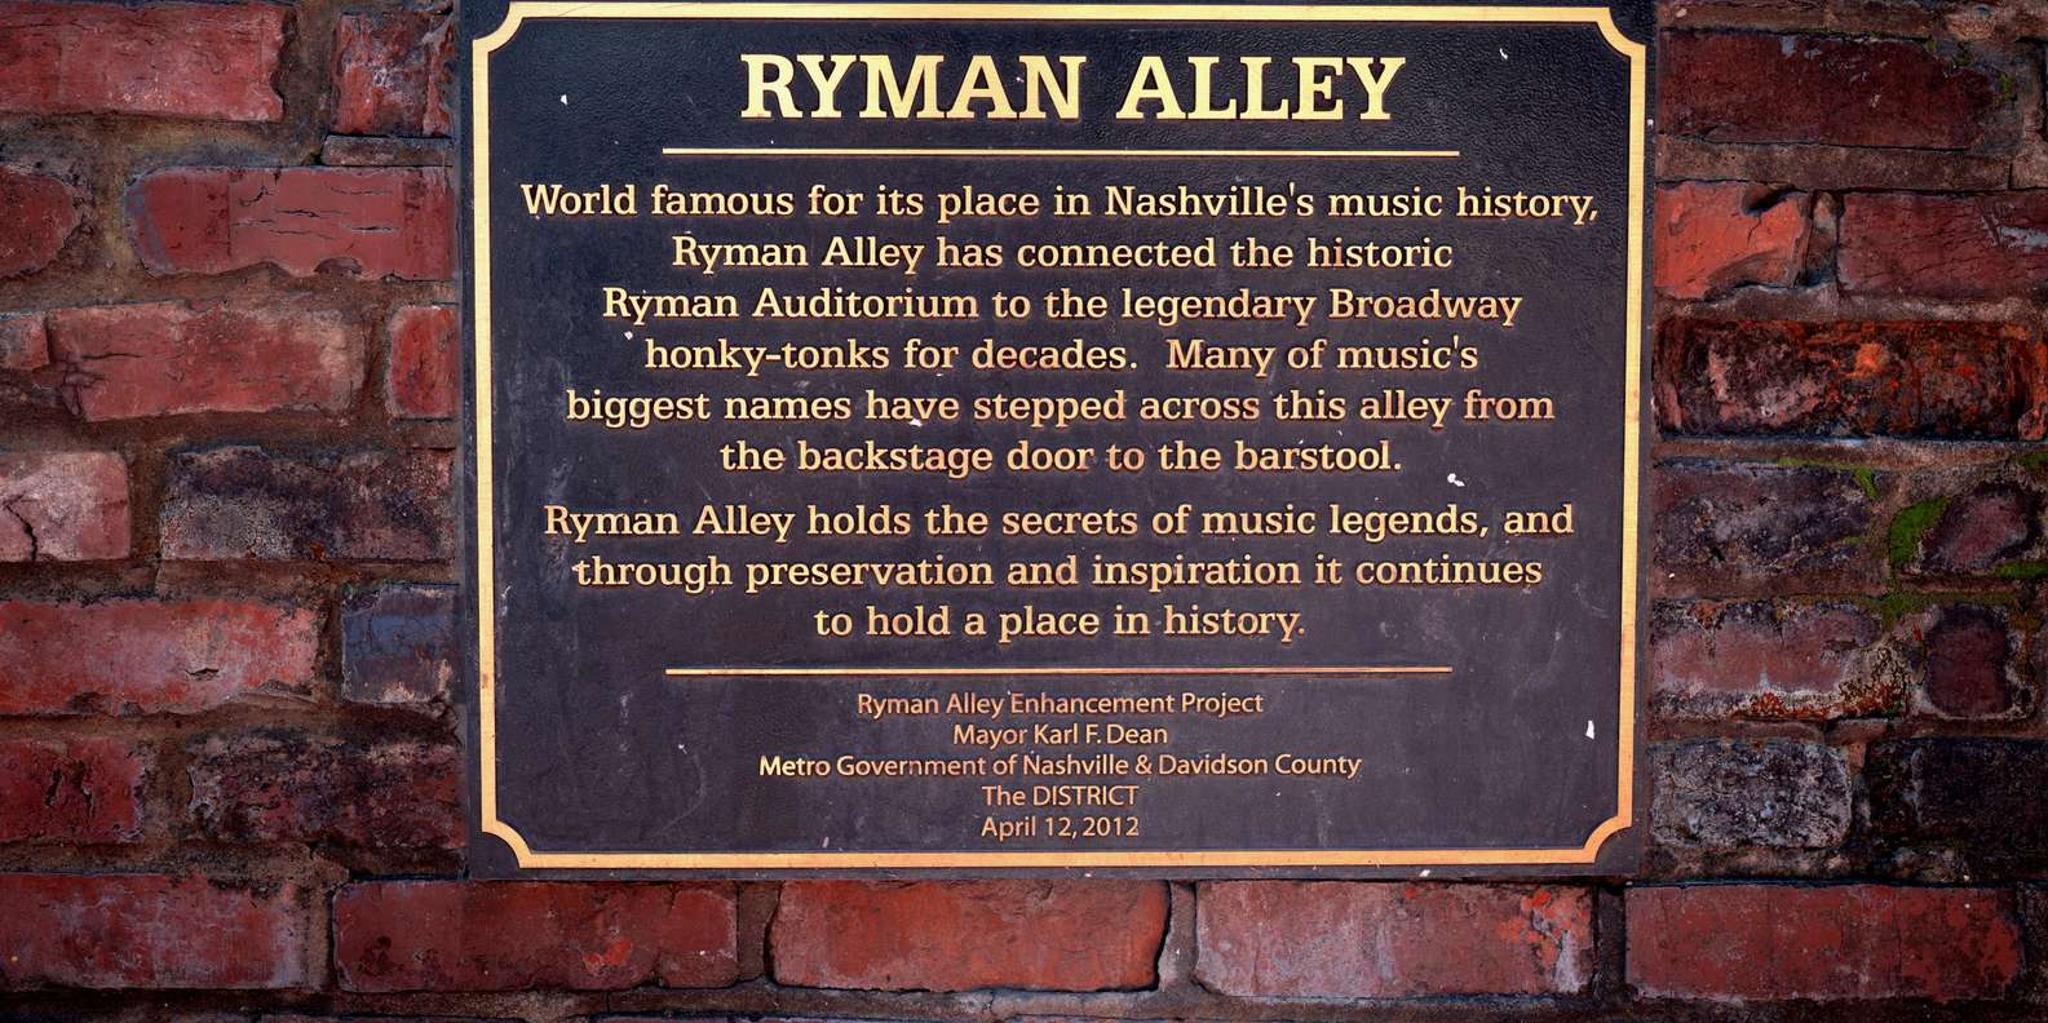 RYMAN ALLEY
World famous for its place in Nashville's music history,
Ryman Alley has connected the historic
Ryman Auditorium to the legendary Broadway
honky-tonks for decades.  Many of music's
biggest names have stepped across this alley from
the backstage door to the barstool.
Ryman Alley holds the secrets of music legends, and
through preservation and inspiration it continues
to hold a place in history.
Ryman Alley Enhancement Project
Mayor Karl F. Dean
Metro Government of Nashville & Davidson County
The DISTRICT
April 12, 2012